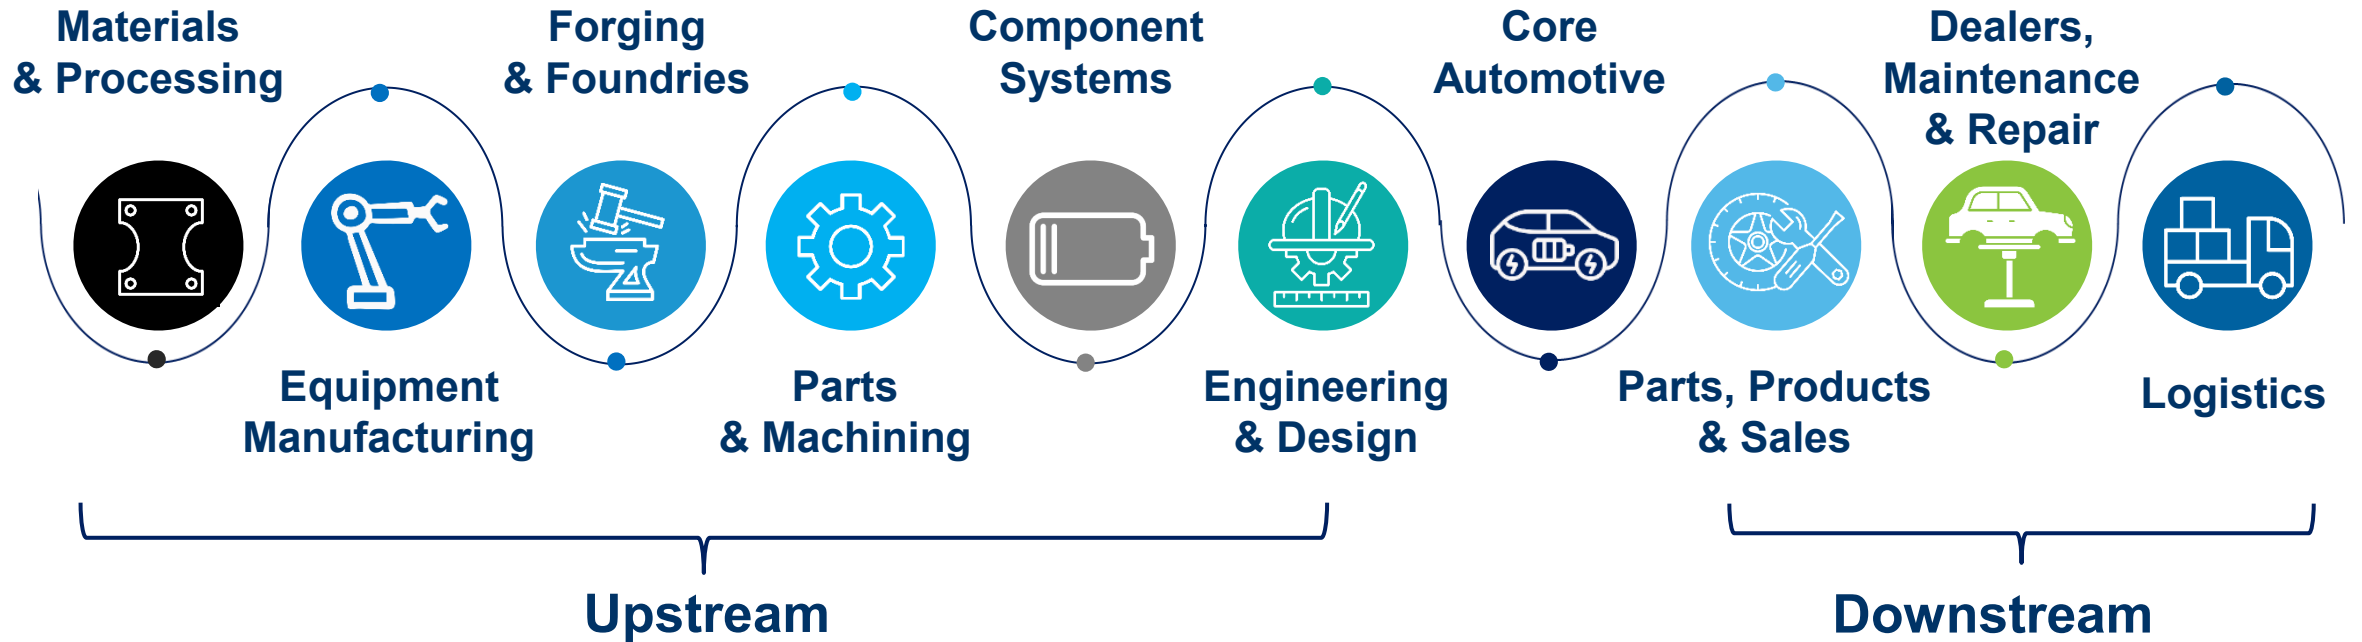 Materials
& Processing
Equipment
Manufacturing
Forging
& Foundries
Parts
& Machining
Component
Systems
Engineering
& Design
Core
Automotive
Parts, Products
& Sales
Dealers,
Maintenance
& Repair
Logistics
Upstream
Downstream